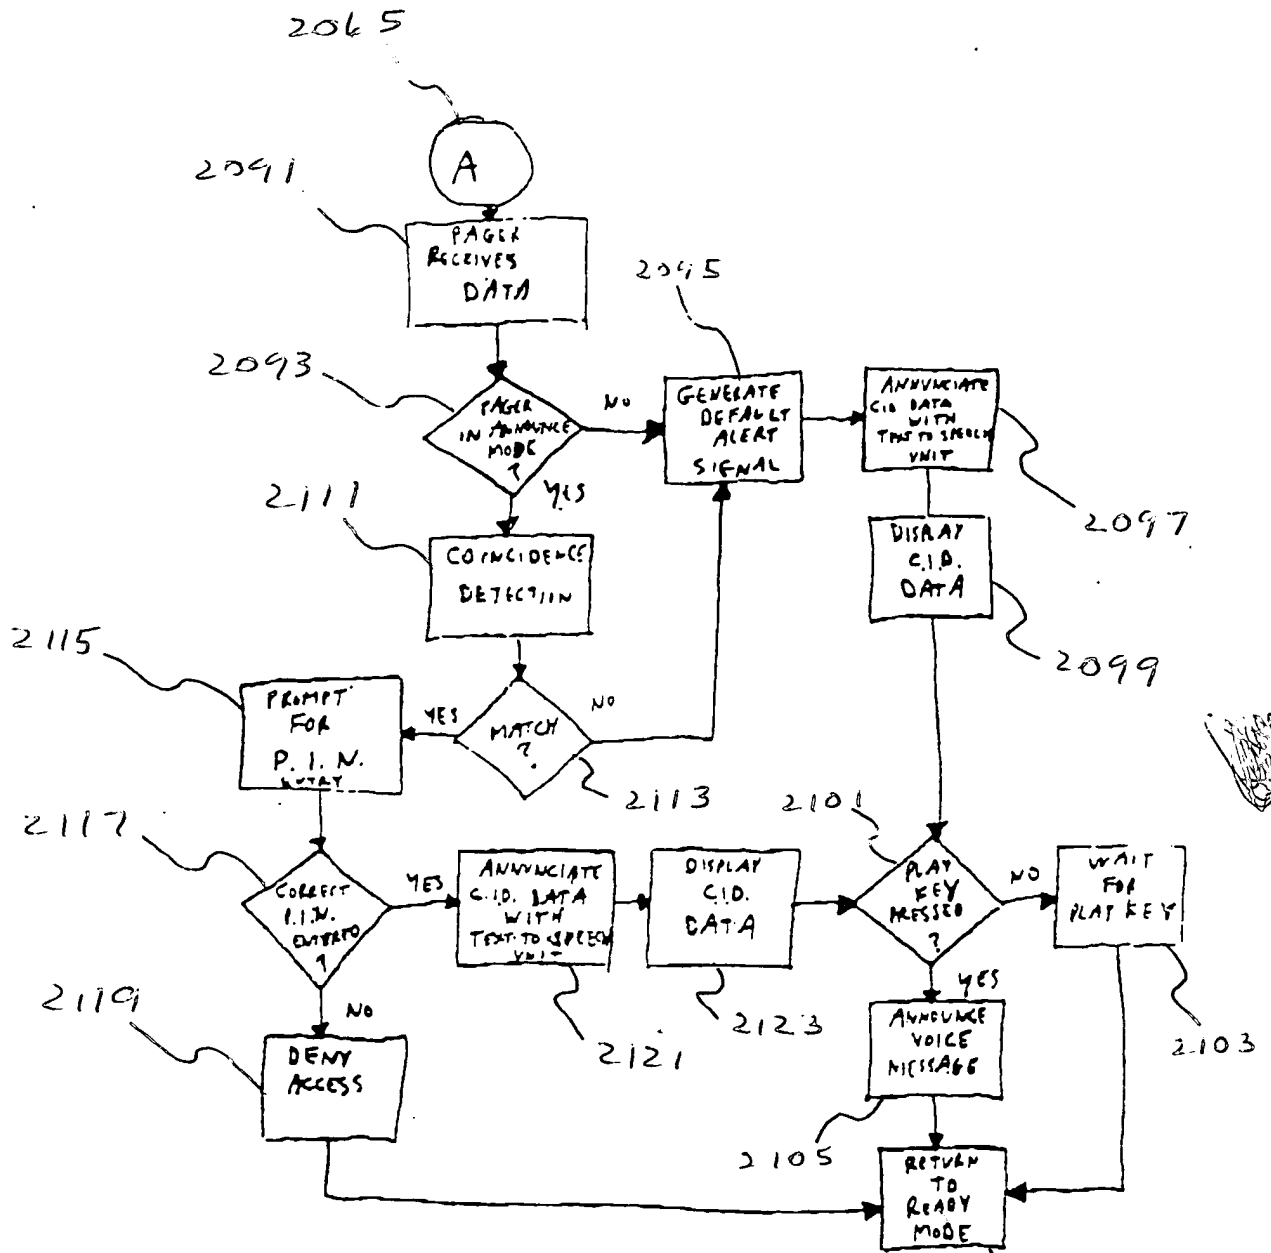 2065
A
2091
PAGER
RECEIVES
DATA
2095
2093
PAGER
IN ANNOUNCE
MODE
?
NO
YES
GENERATE
DEFAULT
ALERT
SIGNAL
ANNUNCIATE
C.I.D. DATA
WITH
TEXT TO SPEECH
UNIT
2097
2111
COINCIDENCE
DETECTION
DISPLAY
C.I.D.
DATA
2099
2115
PROMPT
FOR
P. I. N.
ENTRY
YES
MATCH
?
NO
2113
2117
CORRECT
P.I.N.
ENTERED
?
YES
NO
ANNUNCIATE
C.I.D. DATA
WITH
TEXT-TO-SPEECH
UNIT
2121
DISPLAY
C.I.D.
DATA
2123
2101
PLAY
KEY
PRESSED
?
NO
YES
WAIT
FOR
PLAY KEY
2103
2119
DENY
ACCESS
ANNOUNCE
VOICE
MESSAGE
2105
RETURN
TO
READY
MODE